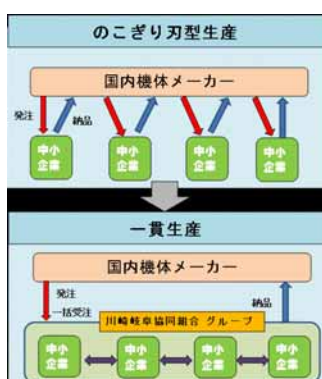 のこぎり刃型生産
国内機体メーカー
発注
納品
中小
企業
中小
企業
中小
企業
中小
企業
一貫生産
国内機体メーカー
発注
一括受注
納品
川崎岐阜協同組合 グループ
中小
企業
中小
企業
中小
企業
中小
企業